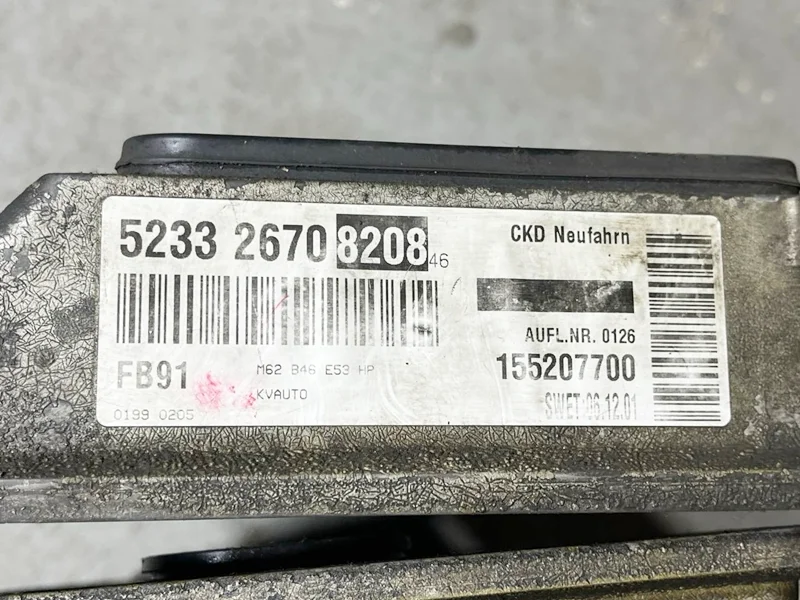 5233 2670 8208 46
CKD Neufahrn
AUFL.NR. 0126
FB91
M62 B46 E53 HP
155207700
KVAUTO
SWET 06.12.01
0199 0205